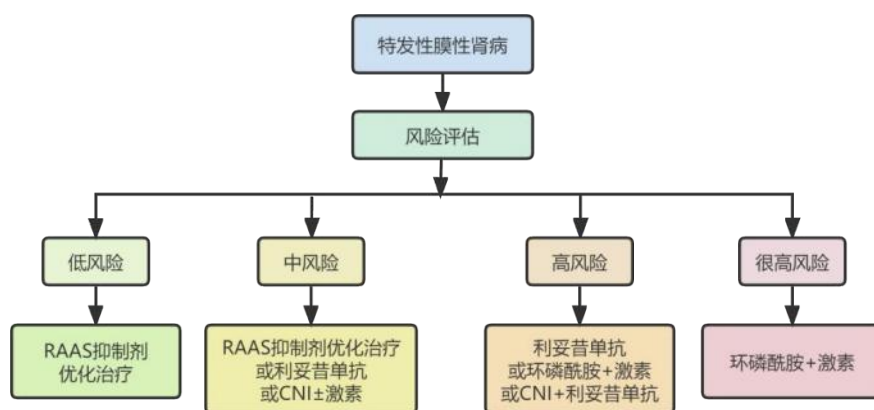 特发性膜性肾病
风险评估
低风险
中风险
高风险
很高风险
RAAS抑制剂
优化治疗
RAAS抑制剂优化治疗
或利妥昔单抗
或CNI±激素
利妥昔单抗
或环磷酰胺+激素
或CNI+利妥昔单抗
环磷酰胺+激素